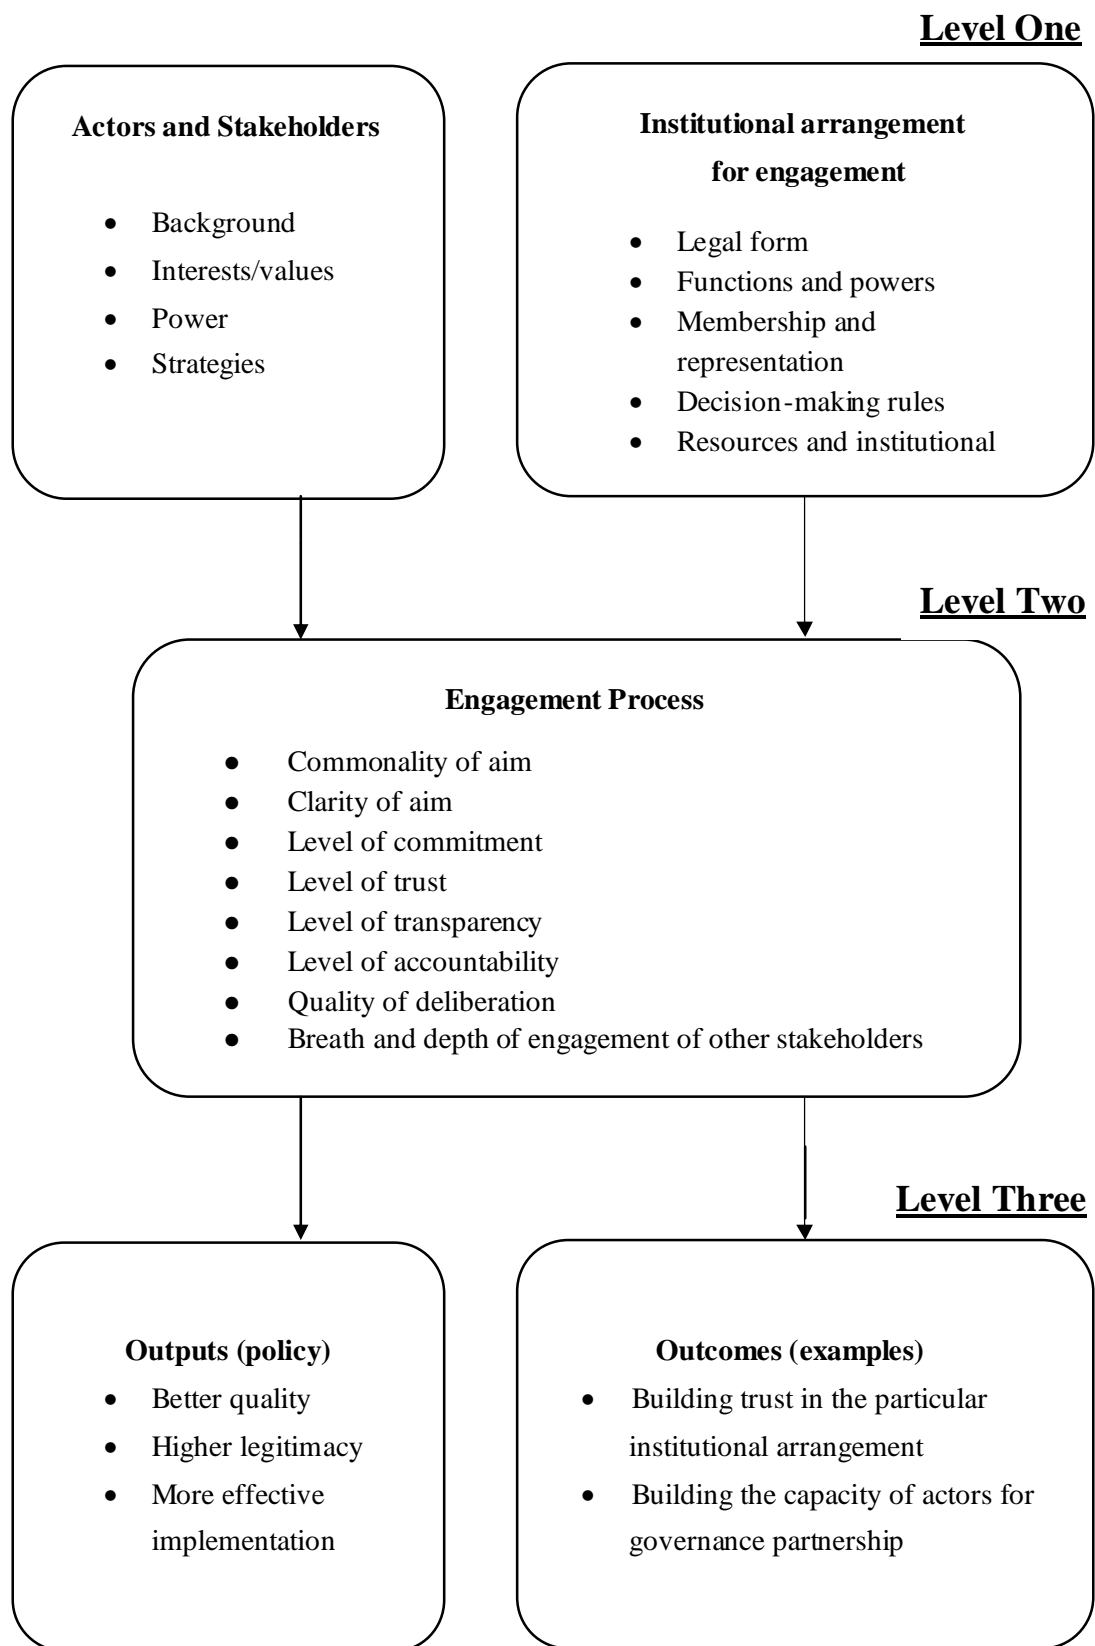 Level One
Actors and Stakeholders
• Background
• Interests/values
• Power
• Strategies
Institutional arrangement
for engagement
• Legal form
• Functions and powers
• Membership and
representation
• Decision-making rules
• Resources and institutional
Level Two
Engagement Process
● Commonality of aim
● Clarity of aim
● Level of commitment
● Level of trust
● Level of transparency
● Level of accountability
● Quality of deliberation
● Breath and depth of engagement of other stakeholders
Level Three
Outputs (policy)
• Better quality
• Higher legitimacy
• More effective
implementation
Outcomes (examples)
• Building trust in the particular
institutional arrangement
• Building the capacity of actors for
governance partnership